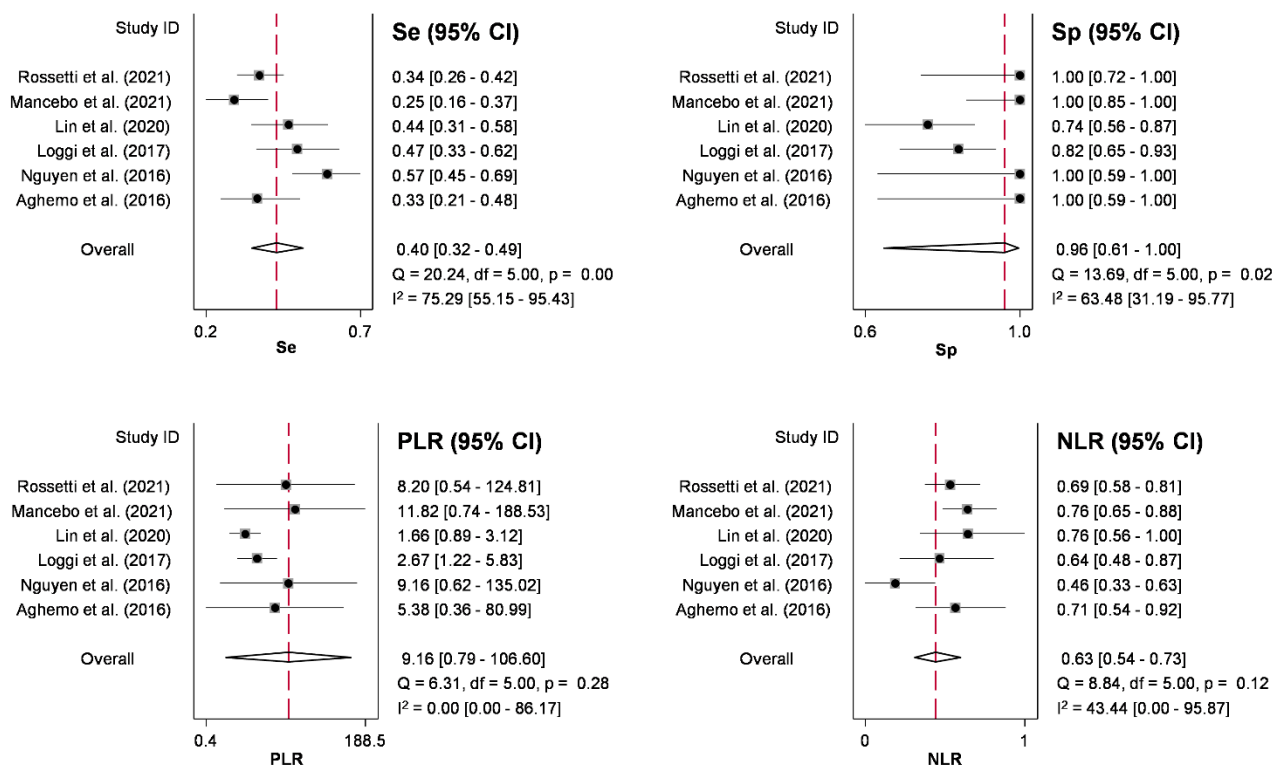 Study ID Se (95% CI)
Rossetti et al. (2021) 0.34 [0.26 - 0.42]
Mancebo et al. (2021) 0.25 [0.16 - 0.37]
Lin et al. (2020) 0.44 [0.31 - 0.58]
Loggi et al. (2017) 0.47 [0.33 - 0.62]
Nguyen et al. (2016) 0.57 [0.45 - 0.69]
Aghemo et al. (2016) 0.33 [0.21 - 0.48]
Overall 0.40 [0.32 - 0.49]
Q = 20.24, df = 5.00, p = 0.00
I² = 75.29 [55.15 - 95.43]
0.2 0.7
Se
Study ID Sp (95% CI)
Rossetti et al. (2021) 1.00 [0.72 - 1.00]
Mancebo et al. (2021) 1.00 [0.85 - 1.00]
Lin et al. (2020) 0.74 [0.56 - 0.87]
Loggi et al. (2017) 0.82 [0.65 - 0.93]
Nguyen et al. (2016) 1.00 [0.59 - 1.00]
Aghemo et al. (2016) 1.00 [0.59 - 1.00]
Overall 0.96 [0.61 - 1.00]
Q = 13.69, df = 5.00, p = 0.02
I² = 63.48 [31.19 - 95.77]
0.6 1.0
Sp
Study ID PLR (95% CI)
Rossetti et al. (2021) 8.20 [0.54 - 124.81]
Mancebo et al. (2021) 11.82 [0.74 - 188.53]
Lin et al. (2020) 1.66 [0.89 - 3.12]
Loggi et al. (2017) 2.67 [1.22 - 5.83]
Nguyen et al. (2016) 9.16 [0.62 - 135.02]
Aghemo et al. (2016) 5.38 [0.36 - 80.99]
Overall 9.16 [0.79 - 106.60]
Q = 6.31, df = 5.00, p = 0.28
I² = 0.00 [0.00 - 86.17]
0.4 188.5
PLR
Study ID NLR (95% CI)
Rossetti et al. (2021) 0.69 [0.58 - 0.81]
Mancebo et al. (2021) 0.76 [0.65 - 0.88]
Lin et al. (2020) 0.76 [0.56 - 1.00]
Loggi et al. (2017) 0.64 [0.48 - 0.87]
Nguyen et al. (2016) 0.46 [0.33 - 0.63]
Aghemo et al. (2016) 0.71 [0.54 - 0.92]
Overall 0.63 [0.54 - 0.73]
Q = 8.84, df = 5.00, p = 0.12
I² = 43.44 [0.00 - 95.87]
0 1
NLR